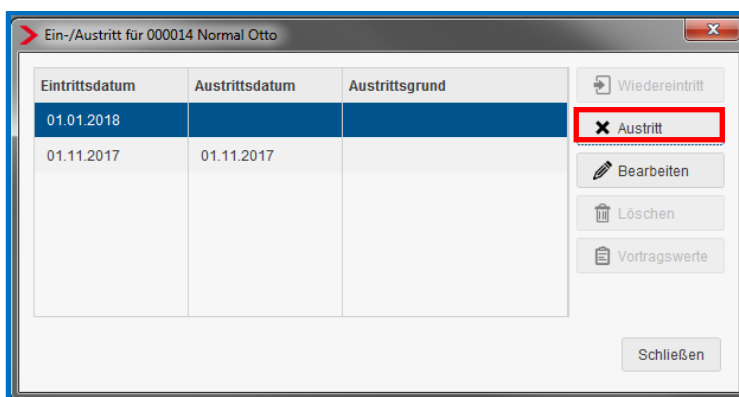 Ein-/Austritt für 000014 Normal Otto
Eintrittsdatum Austrittsdatum Austrittsgrund
Wiedereintritt
01.01.2018
Austritt
01.11.2017 01.11.2017
Bearbeiten
Löschen
Vortragswerte
Schließen